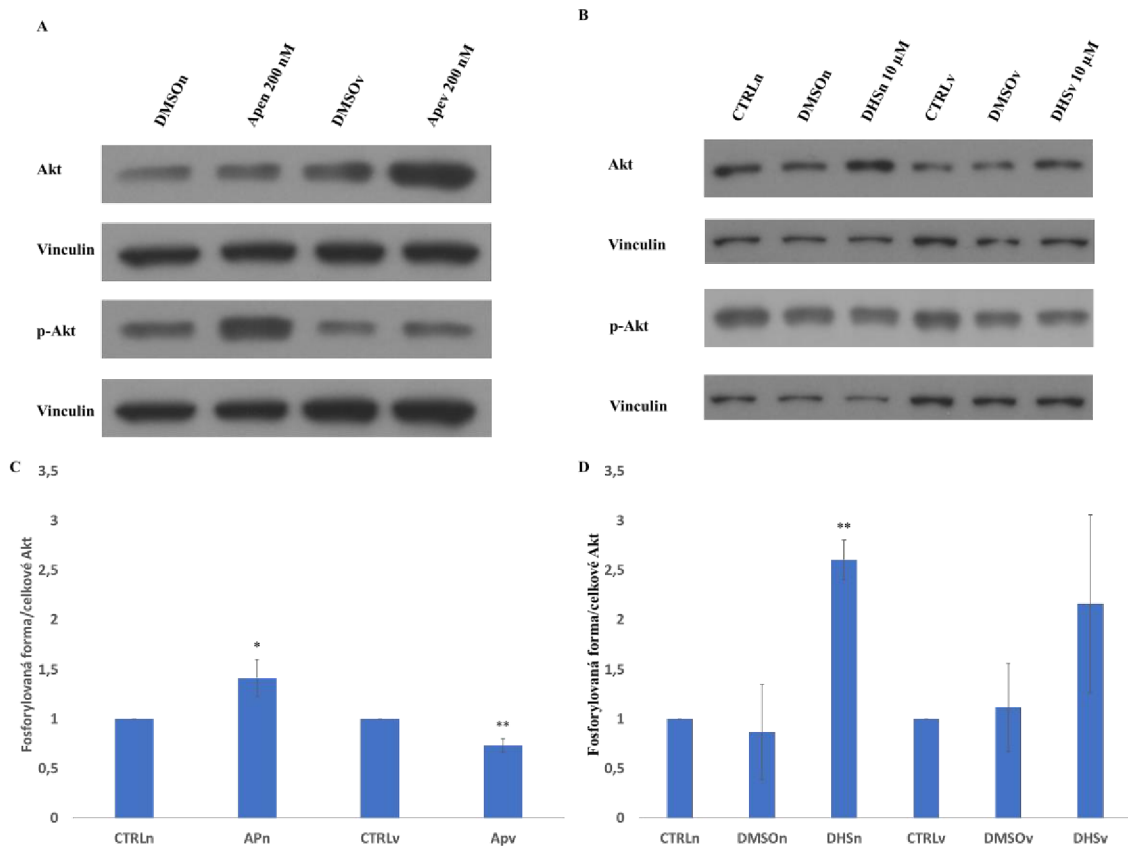 A
DMSOn
Apen 200 nM
DMSOv
Apev 200 nM
Akt
Vinculin
p-Akt
Vinculin
B
CTRLn
DMSOn
DHSn 10 µM
CTRLv
DMSOv
DHSv 10 µM
Akt
Vinculin
p-Akt
Vinculin
C
Fosforylovaná forma/celkové Akt
3,5
3
2,5
2
1,5
1
0,5
0
*
**
CTRLn APn CTRLv Apv
D
Fosforylovaná forma/celkové Akt
3,5
3
2,5
2
1,5
1
0,5
0
**
CTRLn DMSOn DHSn CTRLv DMSOv DHSv